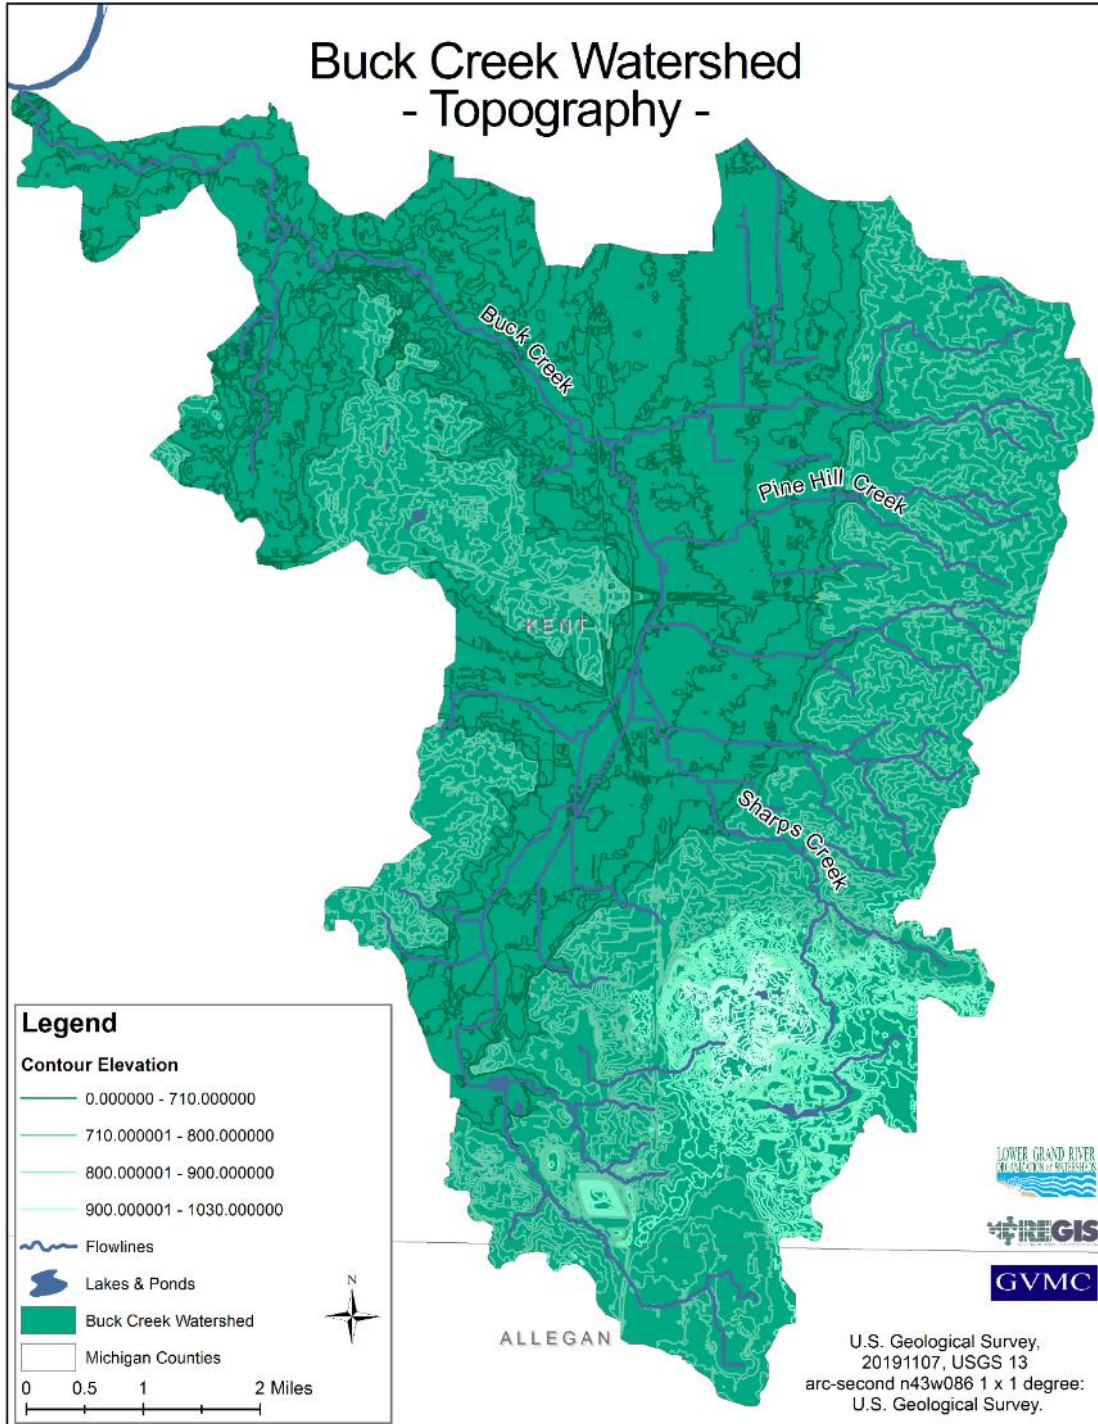 Buck Creek Watershed
- Topography -
Buck Creek
Pine Hill Creek
KENT
Sharps Creek
Legend
Contour Elevation
0.000000 - 710.000000
710.000001 - 800.000000
800.000001 - 900.000000
900.000001 - 1030.000000
Flowlines
Lakes & Ponds
Buck Creek Watershed
Michigan Counties
0 0.5 1 2 Miles
N
ALLEGAN
LOWER GRAND RIVER
ORGANIZATION of WATERSHEDS
REGIS
GVMC
U.S. Geological Survey,
20191107, USGS 13
arc-second n43w086 1 x 1 degree:
U.S. Geological Survey.